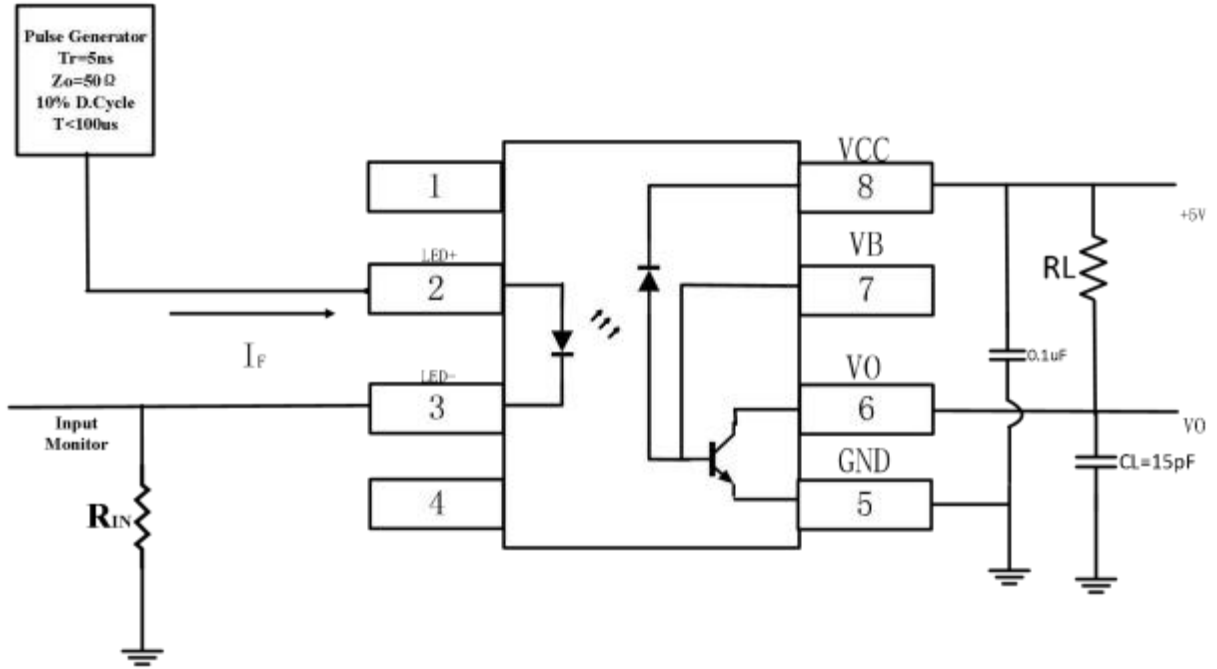 Pulse Generator
Tr=5ns
Zo=50Ω
10% D.Cycle
T<100us
1
LED+
2
IF
LED-
3
Input
Monitor
4
RIN
VCC
8
+5V
VB
7
RL
0.1uF
VO
6
VO
GND
5
CL=15pF